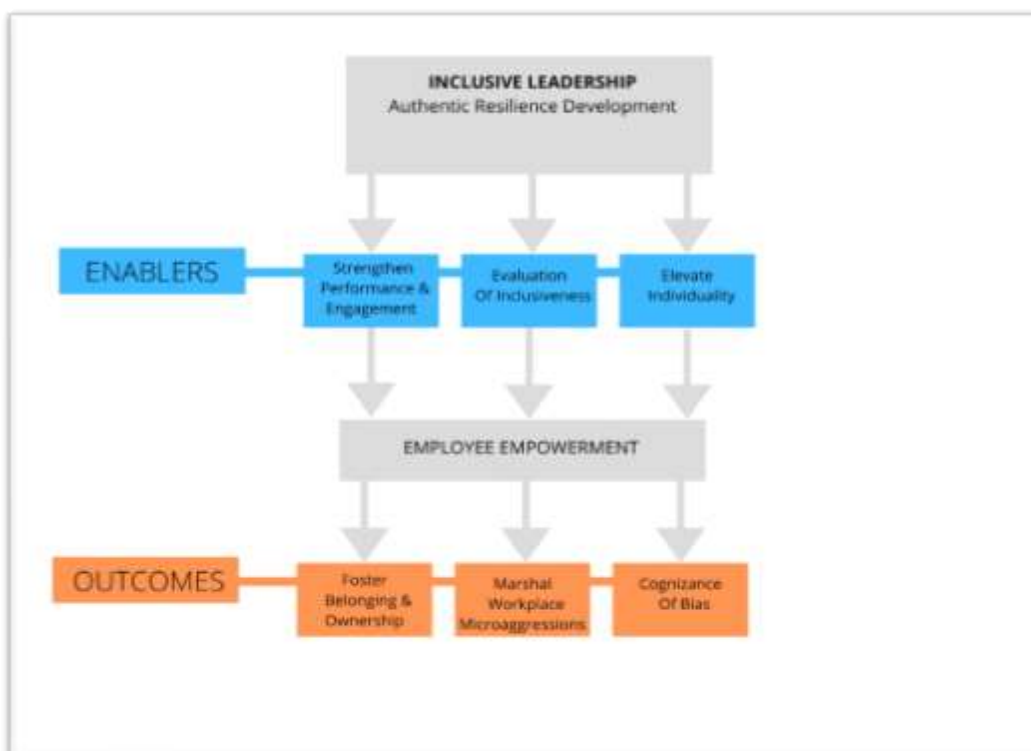 INCLUSIVE LEADERSHIP
Authentic Resilience Development
ENABLERS
Strengthen
Performance &
Engagement
Evaluation
Of Inclusiveness
Elevate
Individuality
EMPLOYEE EMPOWERMENT
OUTCOMES
Foster
Belonging &
Ownership
Marshal
Workplace
Microaggressions
Cognizance
Of Bias